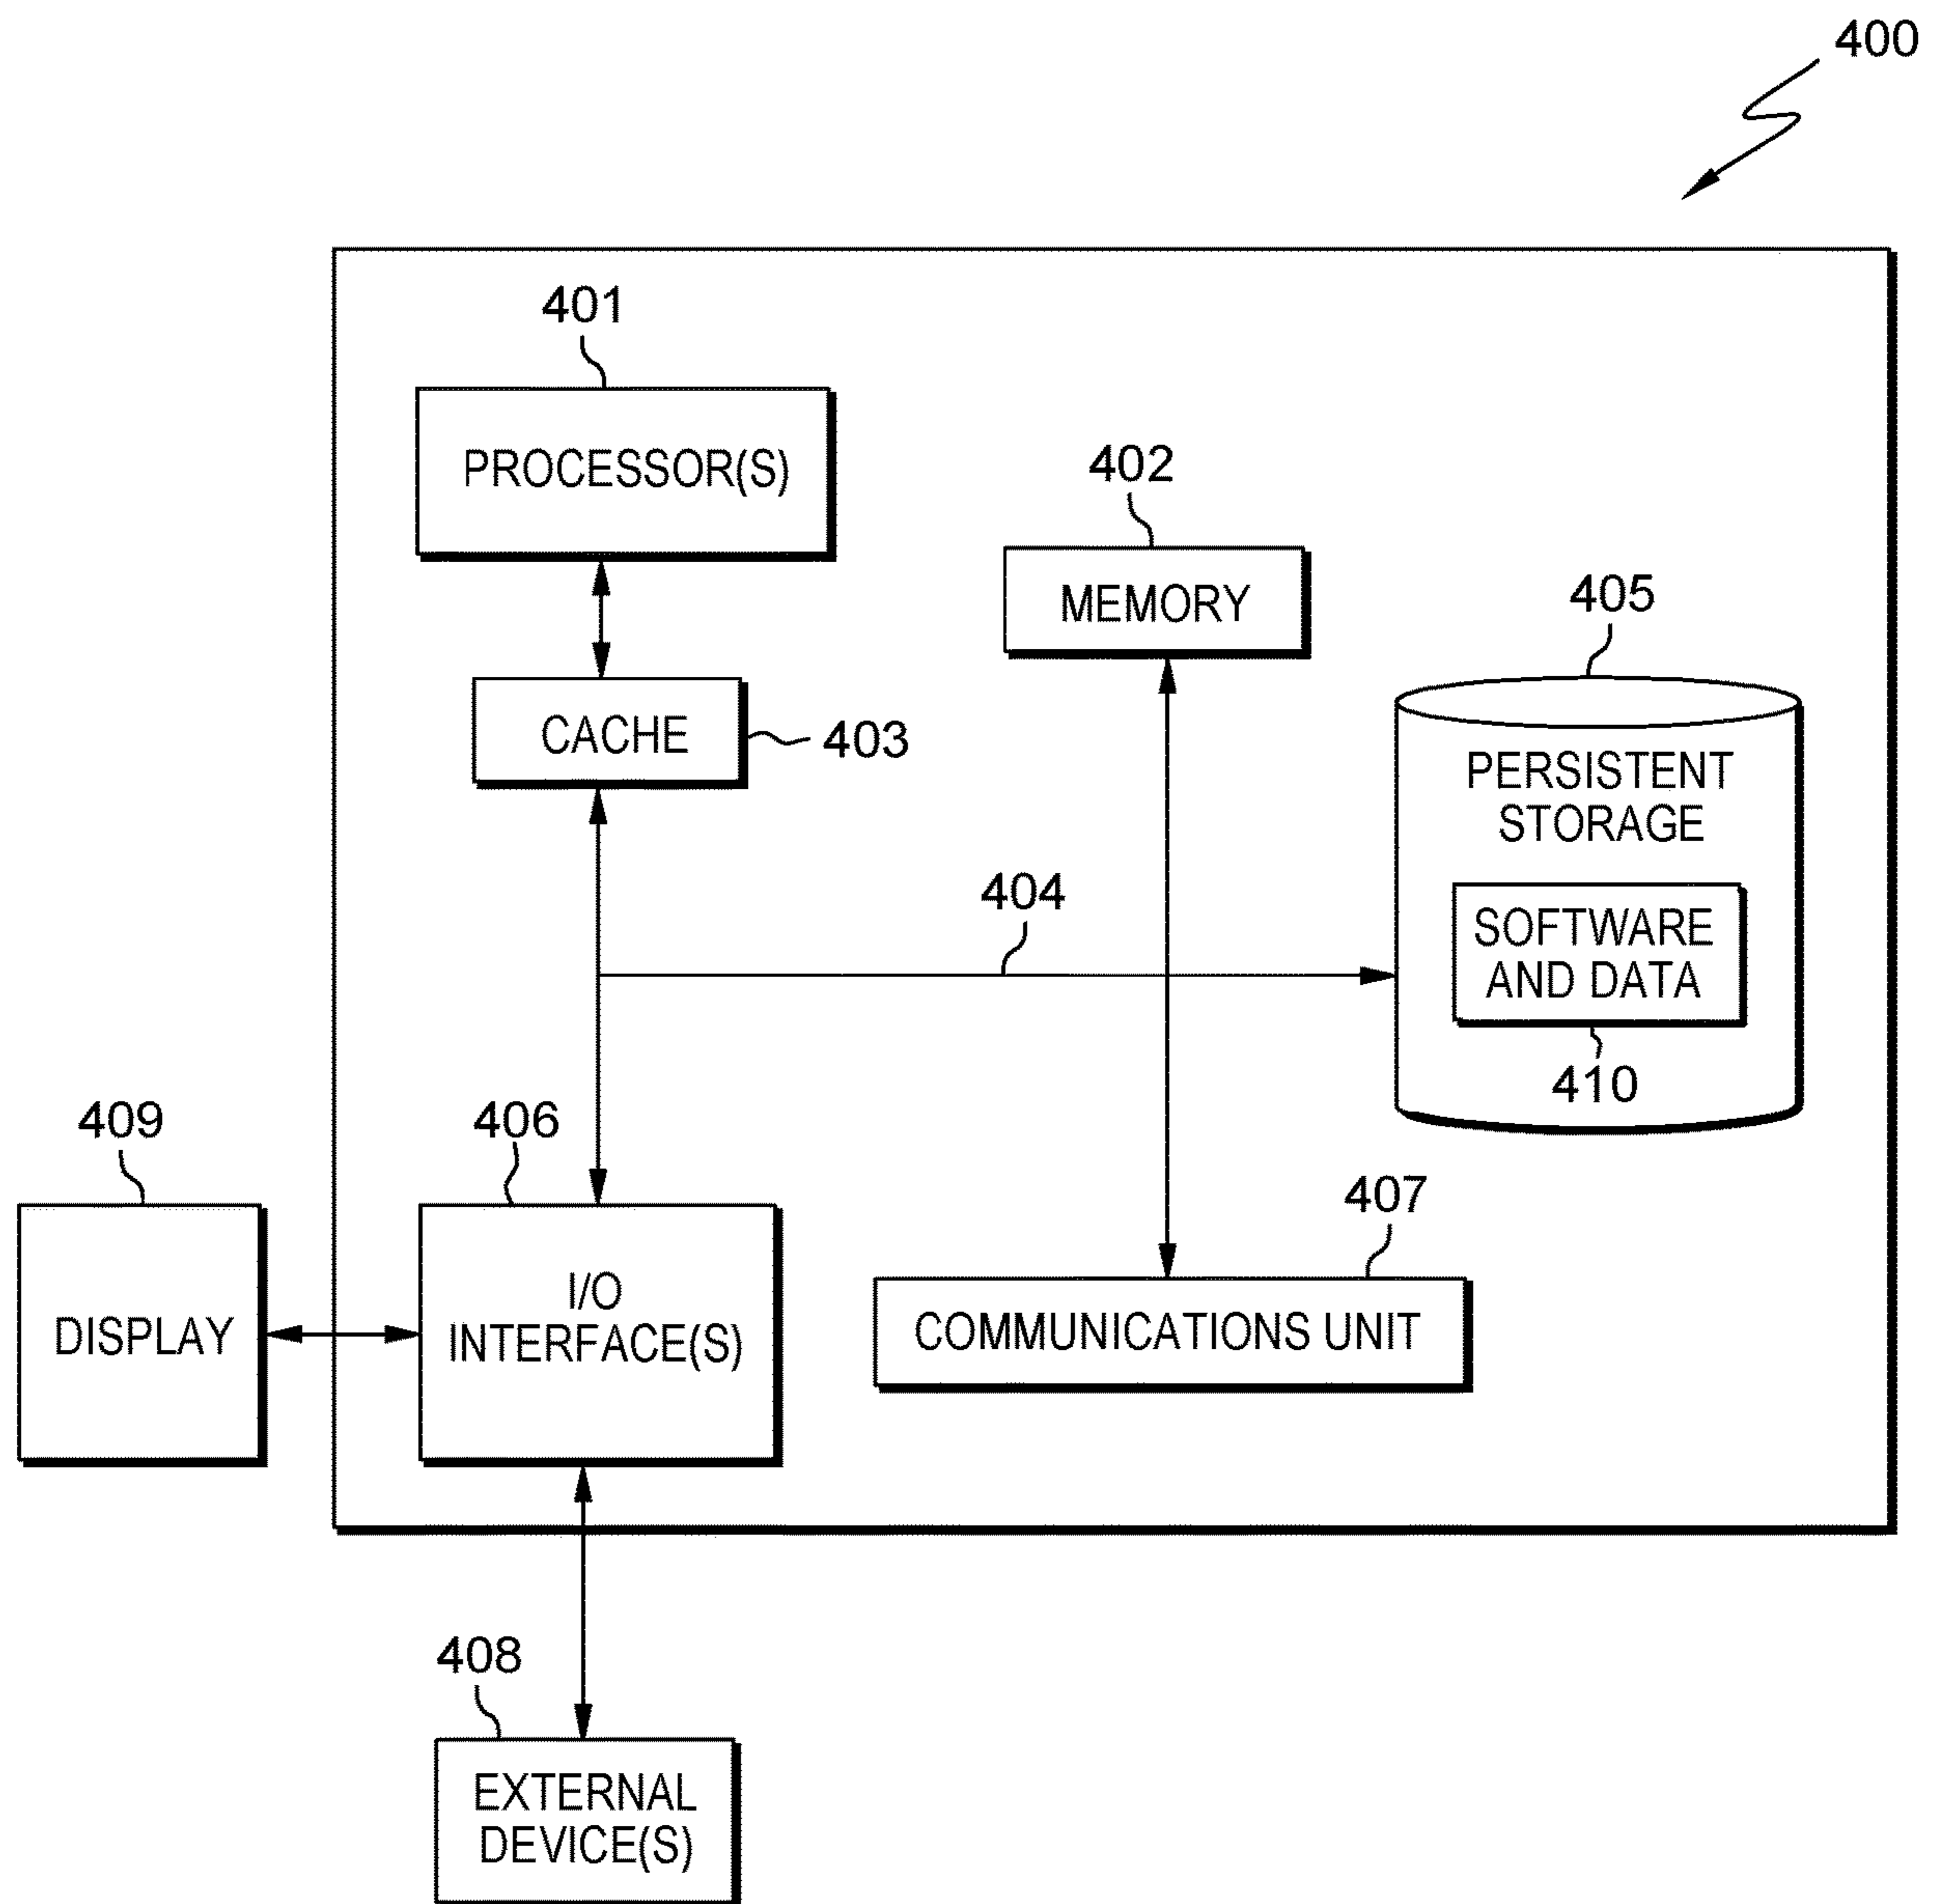 400
401
PROCESSOR(S)
402
MEMORY
405
CACHE
403
PERSISTENT
STORAGE
404
SOFTWARE
AND DATA
410
409
406
407
DISPLAY
I/O
INTERFACE(S)
COMMUNICATIONS UNIT
408
EXTERNAL
DEVICE(S)